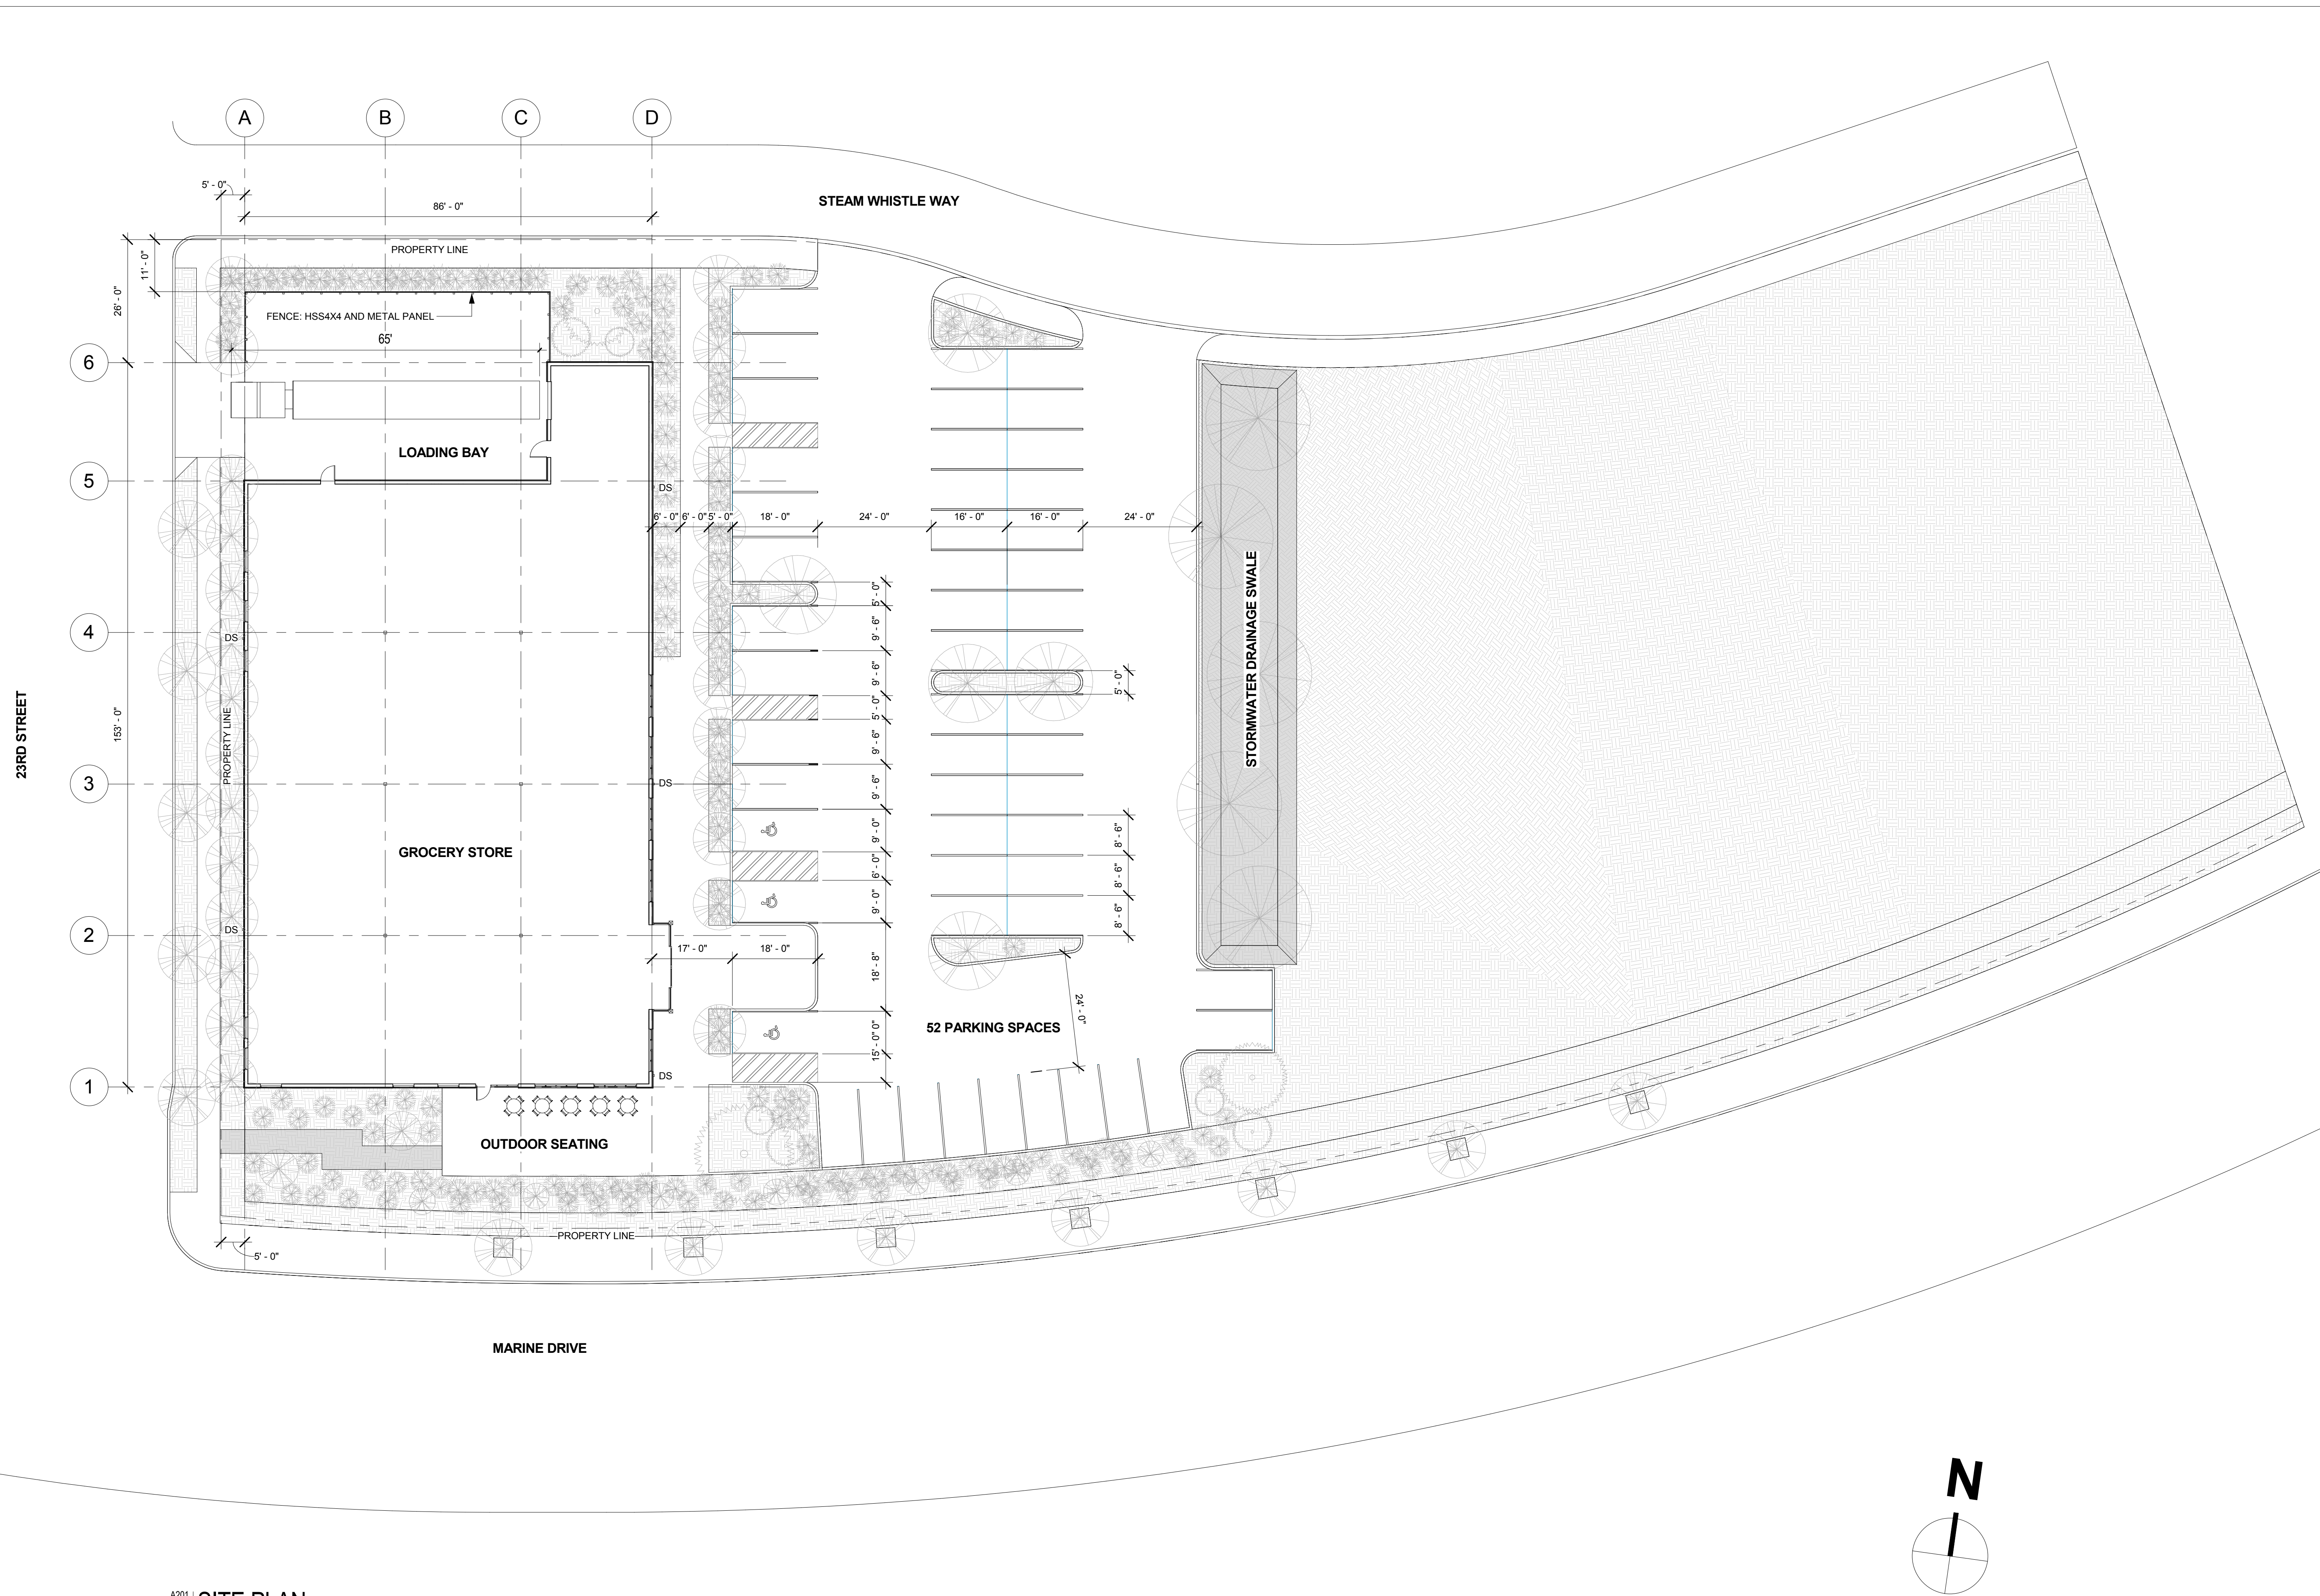 A
B
C
D
5' - 0"
86' - 0"
STEAM WHISTLE WAY
PROPERTY LINE
11' - 0"
26' - 0"
FENCE: HSS4X4 AND METAL PANEL
65'
6
LOADING BAY
5
DS
6' - 0"
6' - 0"
5' - 0"
18' - 0"
24' - 0"
16' - 0"
16' - 0"
24' - 0"
5' - 0"
4
DS
9' - 6"
9' - 6"
5' - 0"
5' - 0"
STORMWATER DRAINAGE SWALE
23RD STREET
153' - 0"
PROPERTY LINE
9' - 6"
3
DS
9' - 6"
GROCERY STORE
9' - 0"
8' - 6"
6' - 0"
8' - 6"
9' - 0"
8' - 6"
2
DS
17' - 0"
18' - 0"
18' - 8"
24' - 0"
52 PARKING SPACES
15' - 0" 0"
1
DS
OUTDOOR SEATING
PROPERTY LINE
5' - 0"
MARINE DRIVE
N
A201
SITE PLAN